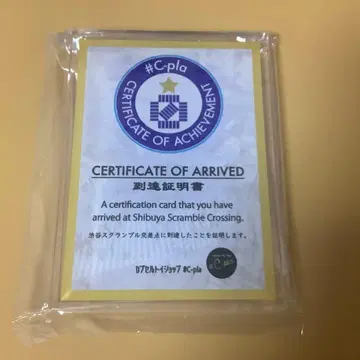 #C-pla
CERTIFICATE OF ACHIEVEMENT
CERTIFICATE OF ARRIVED
到達証明書
A certification card that you have
arrived at Shibuya Scramble Crossing.
渋谷スクランブル交差点に到達したことを証明します。
カプセルトイショップ #C-pla